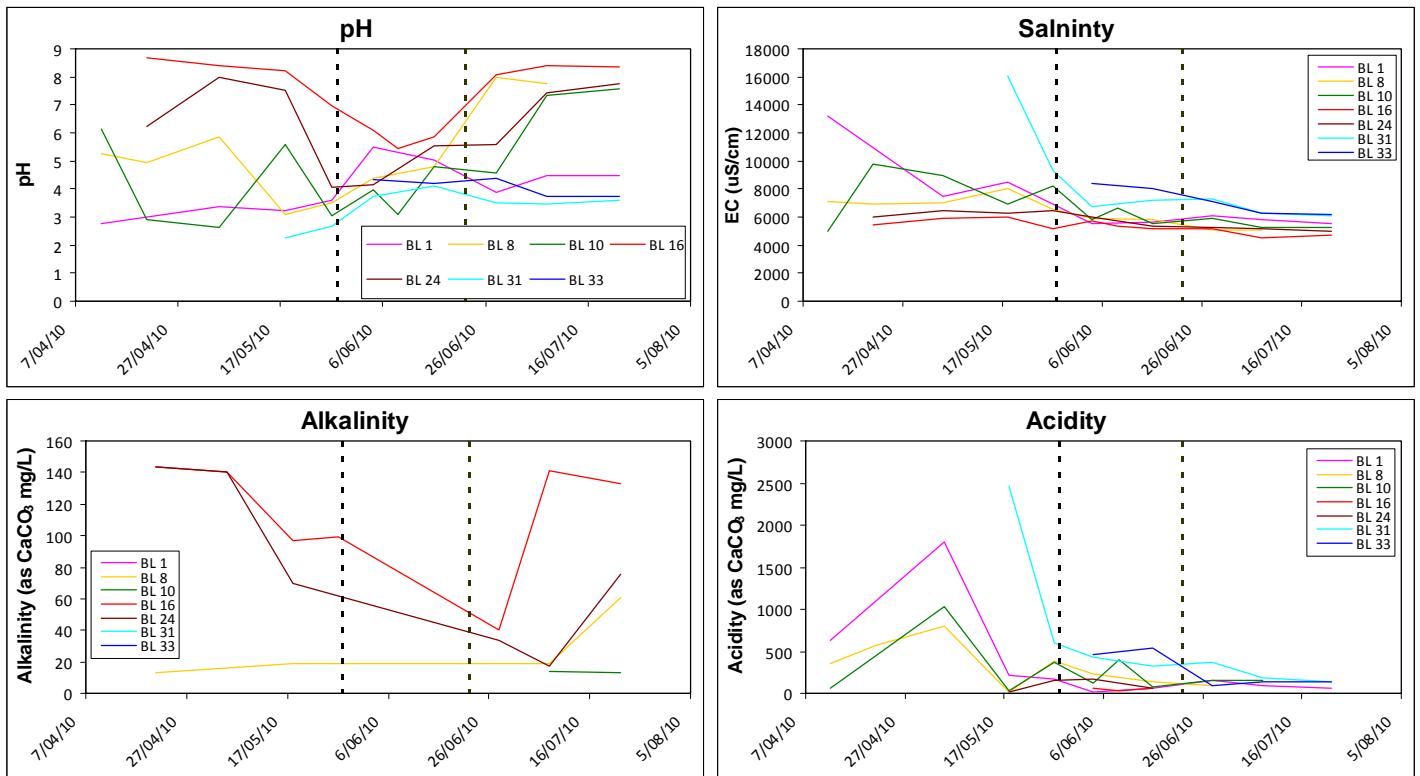 pH
pH
9
8
7
6
5
4
3
2
1
0
BL 1 BL 8 BL 10 BL 16
BL 24 BL 31 BL 33
7/04/10 27/04/10 17/05/10 6/06/10 26/06/10 16/07/10 5/08/10
Salninty
EC (uS/cm)
18000
16000
14000
12000
10000
8000
6000
4000
2000
0
BL 1
BL 8
BL 10
BL 16
BL 24
BL 31
BL 33
7/04/10 27/04/10 17/05/10 6/06/10 26/06/10 16/07/10 5/08/10
Alkalinity
Alkalinity (as CaCO₃ mg/L)
160
140
120
100
80
60
40
20
0
BL 1
BL 8
BL 10
BL 16
BL 24
BL 31
BL 33
7/04/10 27/04/10 17/05/10 6/06/10 26/06/10 16/07/10 5/08/10
Acidity
Acidity (as CaCO₃ mg/L)
3000
2500
2000
1500
1000
500
0
BL 1
BL 8
BL 10
BL 16
BL 24
BL 31
BL 33
7/04/10 27/04/10 17/05/10 6/06/10 26/06/10 16/07/10 5/08/10